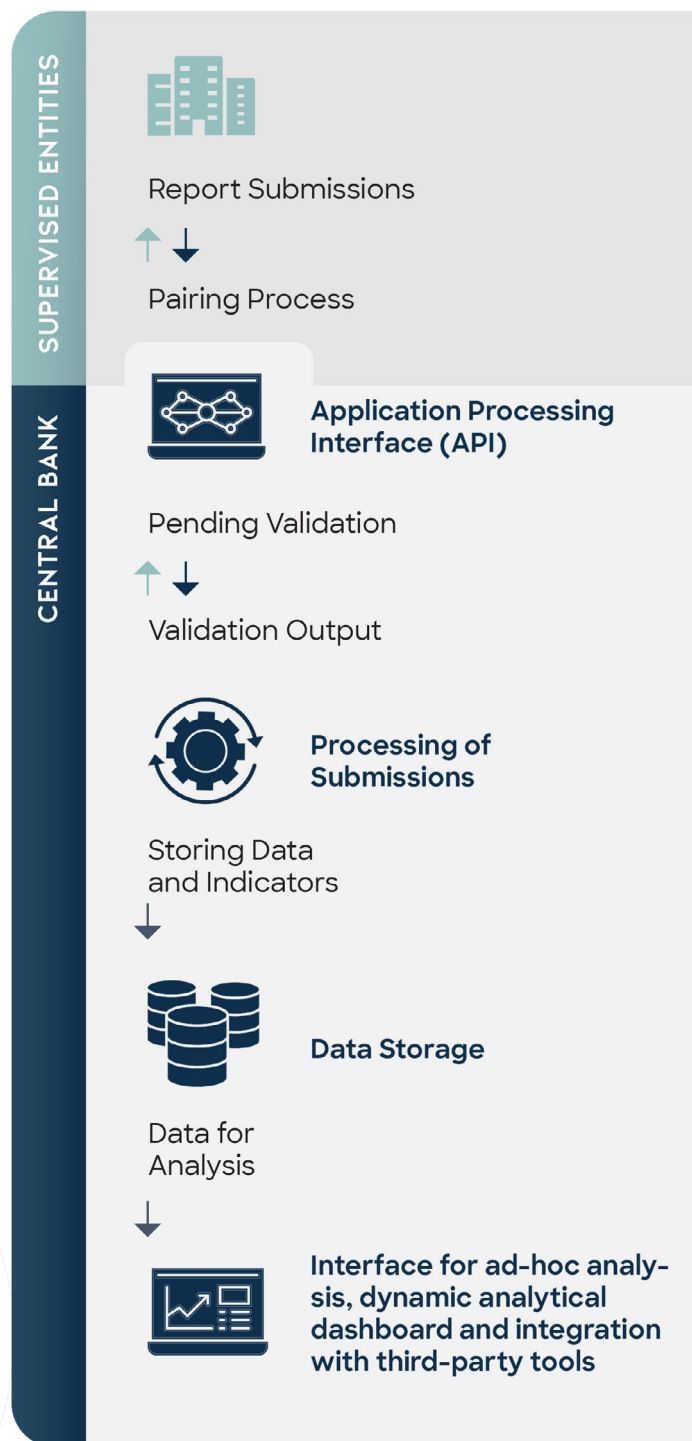 SUPERVISED ENTITIES
Report Submissions
Pairing Process
CENTRAL BANK
Application Processing
Interface (API)
Pending Validation
Validation Output
Processing of
Submissions
Storing Data
and Indicators
Data Storage
Data for
Analysis
Interface for ad-hoc analy-
sis, dynamic analytical
dashboard and integration
with third-party tools